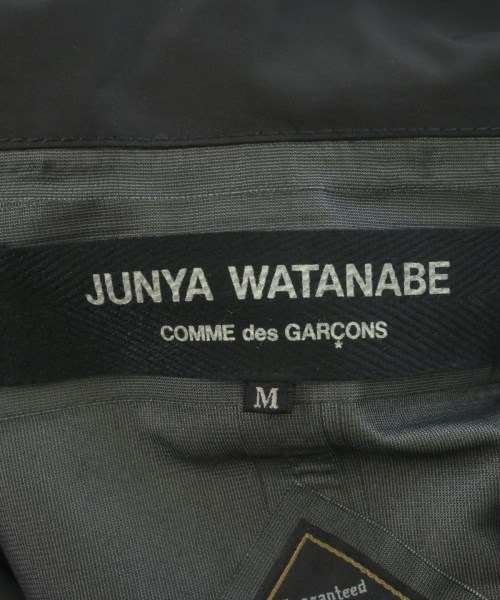 JUNYA WATANABE
COMME des GARÇONS
*
M